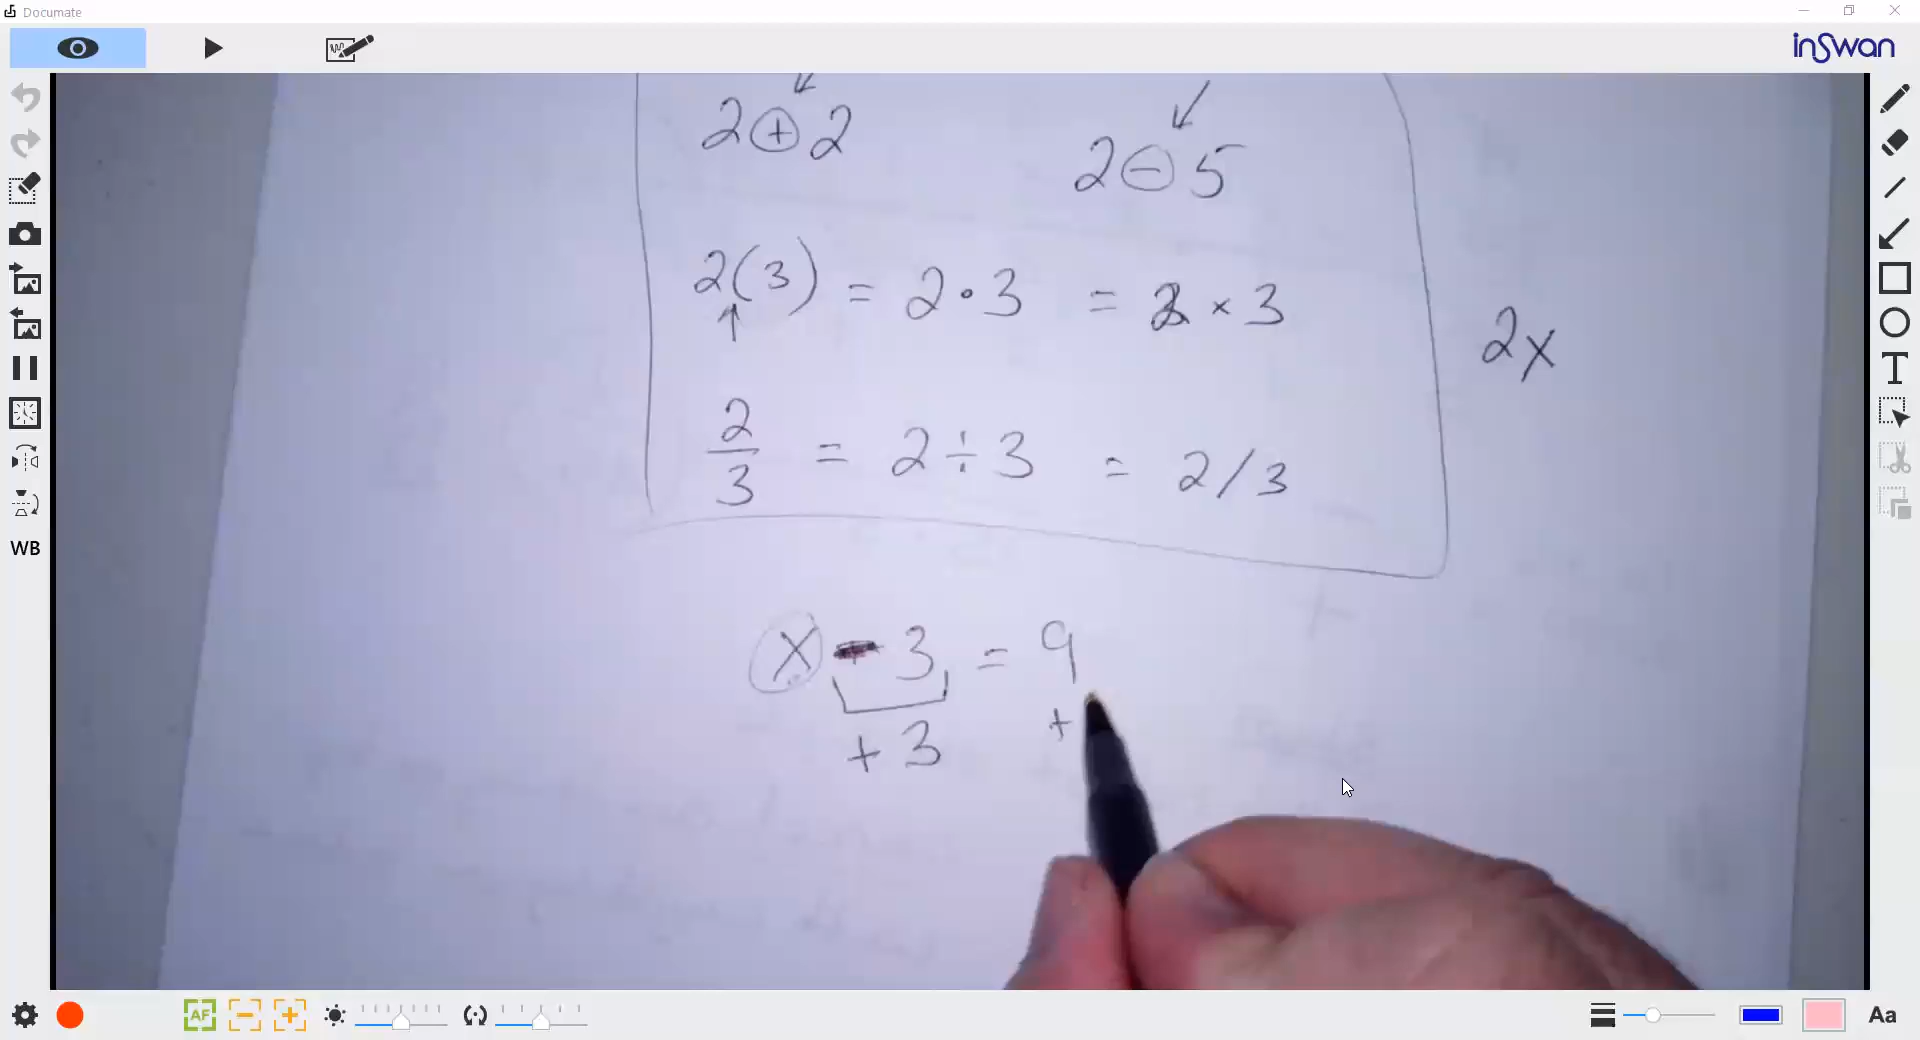 Documate
inSwan
2 + 2
2 - 5
2(3) = 2 · 3 = 2 × 3
2x
2/3 = 2 ÷ 3 = 2/3
x - 3 = 9
+ 3 +
WB
AF
Aa
T